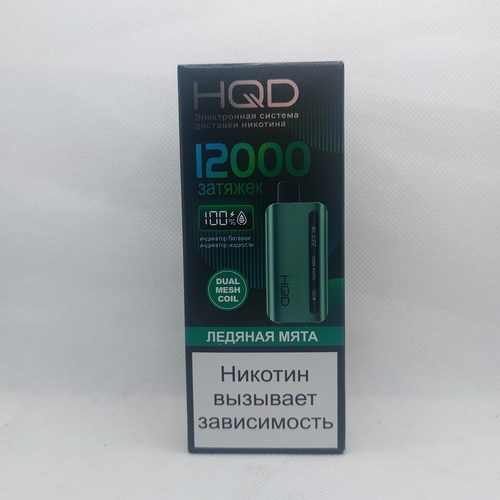 HQD
Электронная система
доставки никотина
12000
затяжек
100%
индикатор батареи
индикатор жидкости
DUAL
MESH
COIL
HQD
ЛЕДЯНАЯ МЯТА
Никотин
вызывает
зависимость